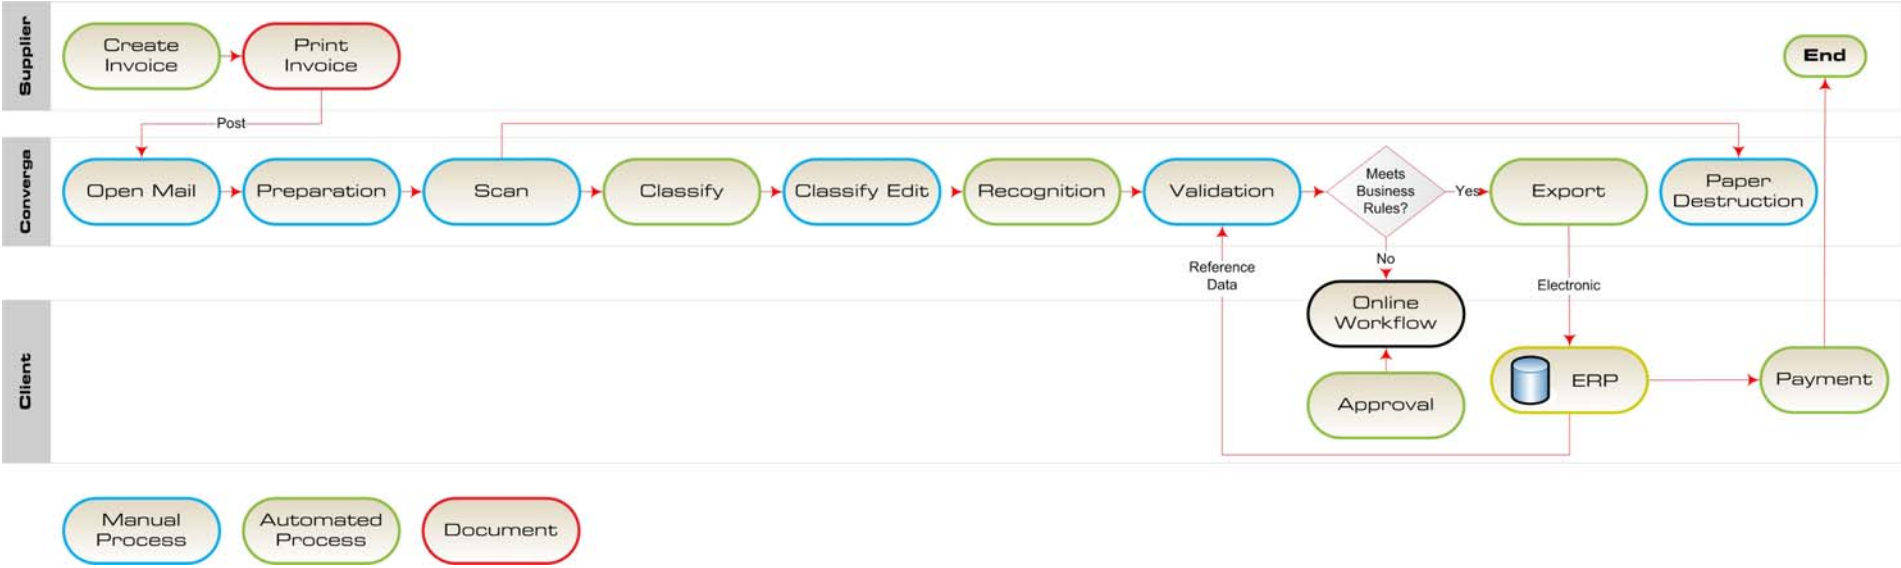 Supplier
Create
Invoice
Print
Invoice
End
Post
Converga
Open Mail
Preparation
Scan
Classify
Classify Edit
Recognition
Validation
Meets
Business
Rules?
Yes
Export
Paper
Destruction
No
Reference
Data
Electronic
Client
Online
Workflow
Approval
ERP
Payment
Manual
Process
Automated
Process
Document